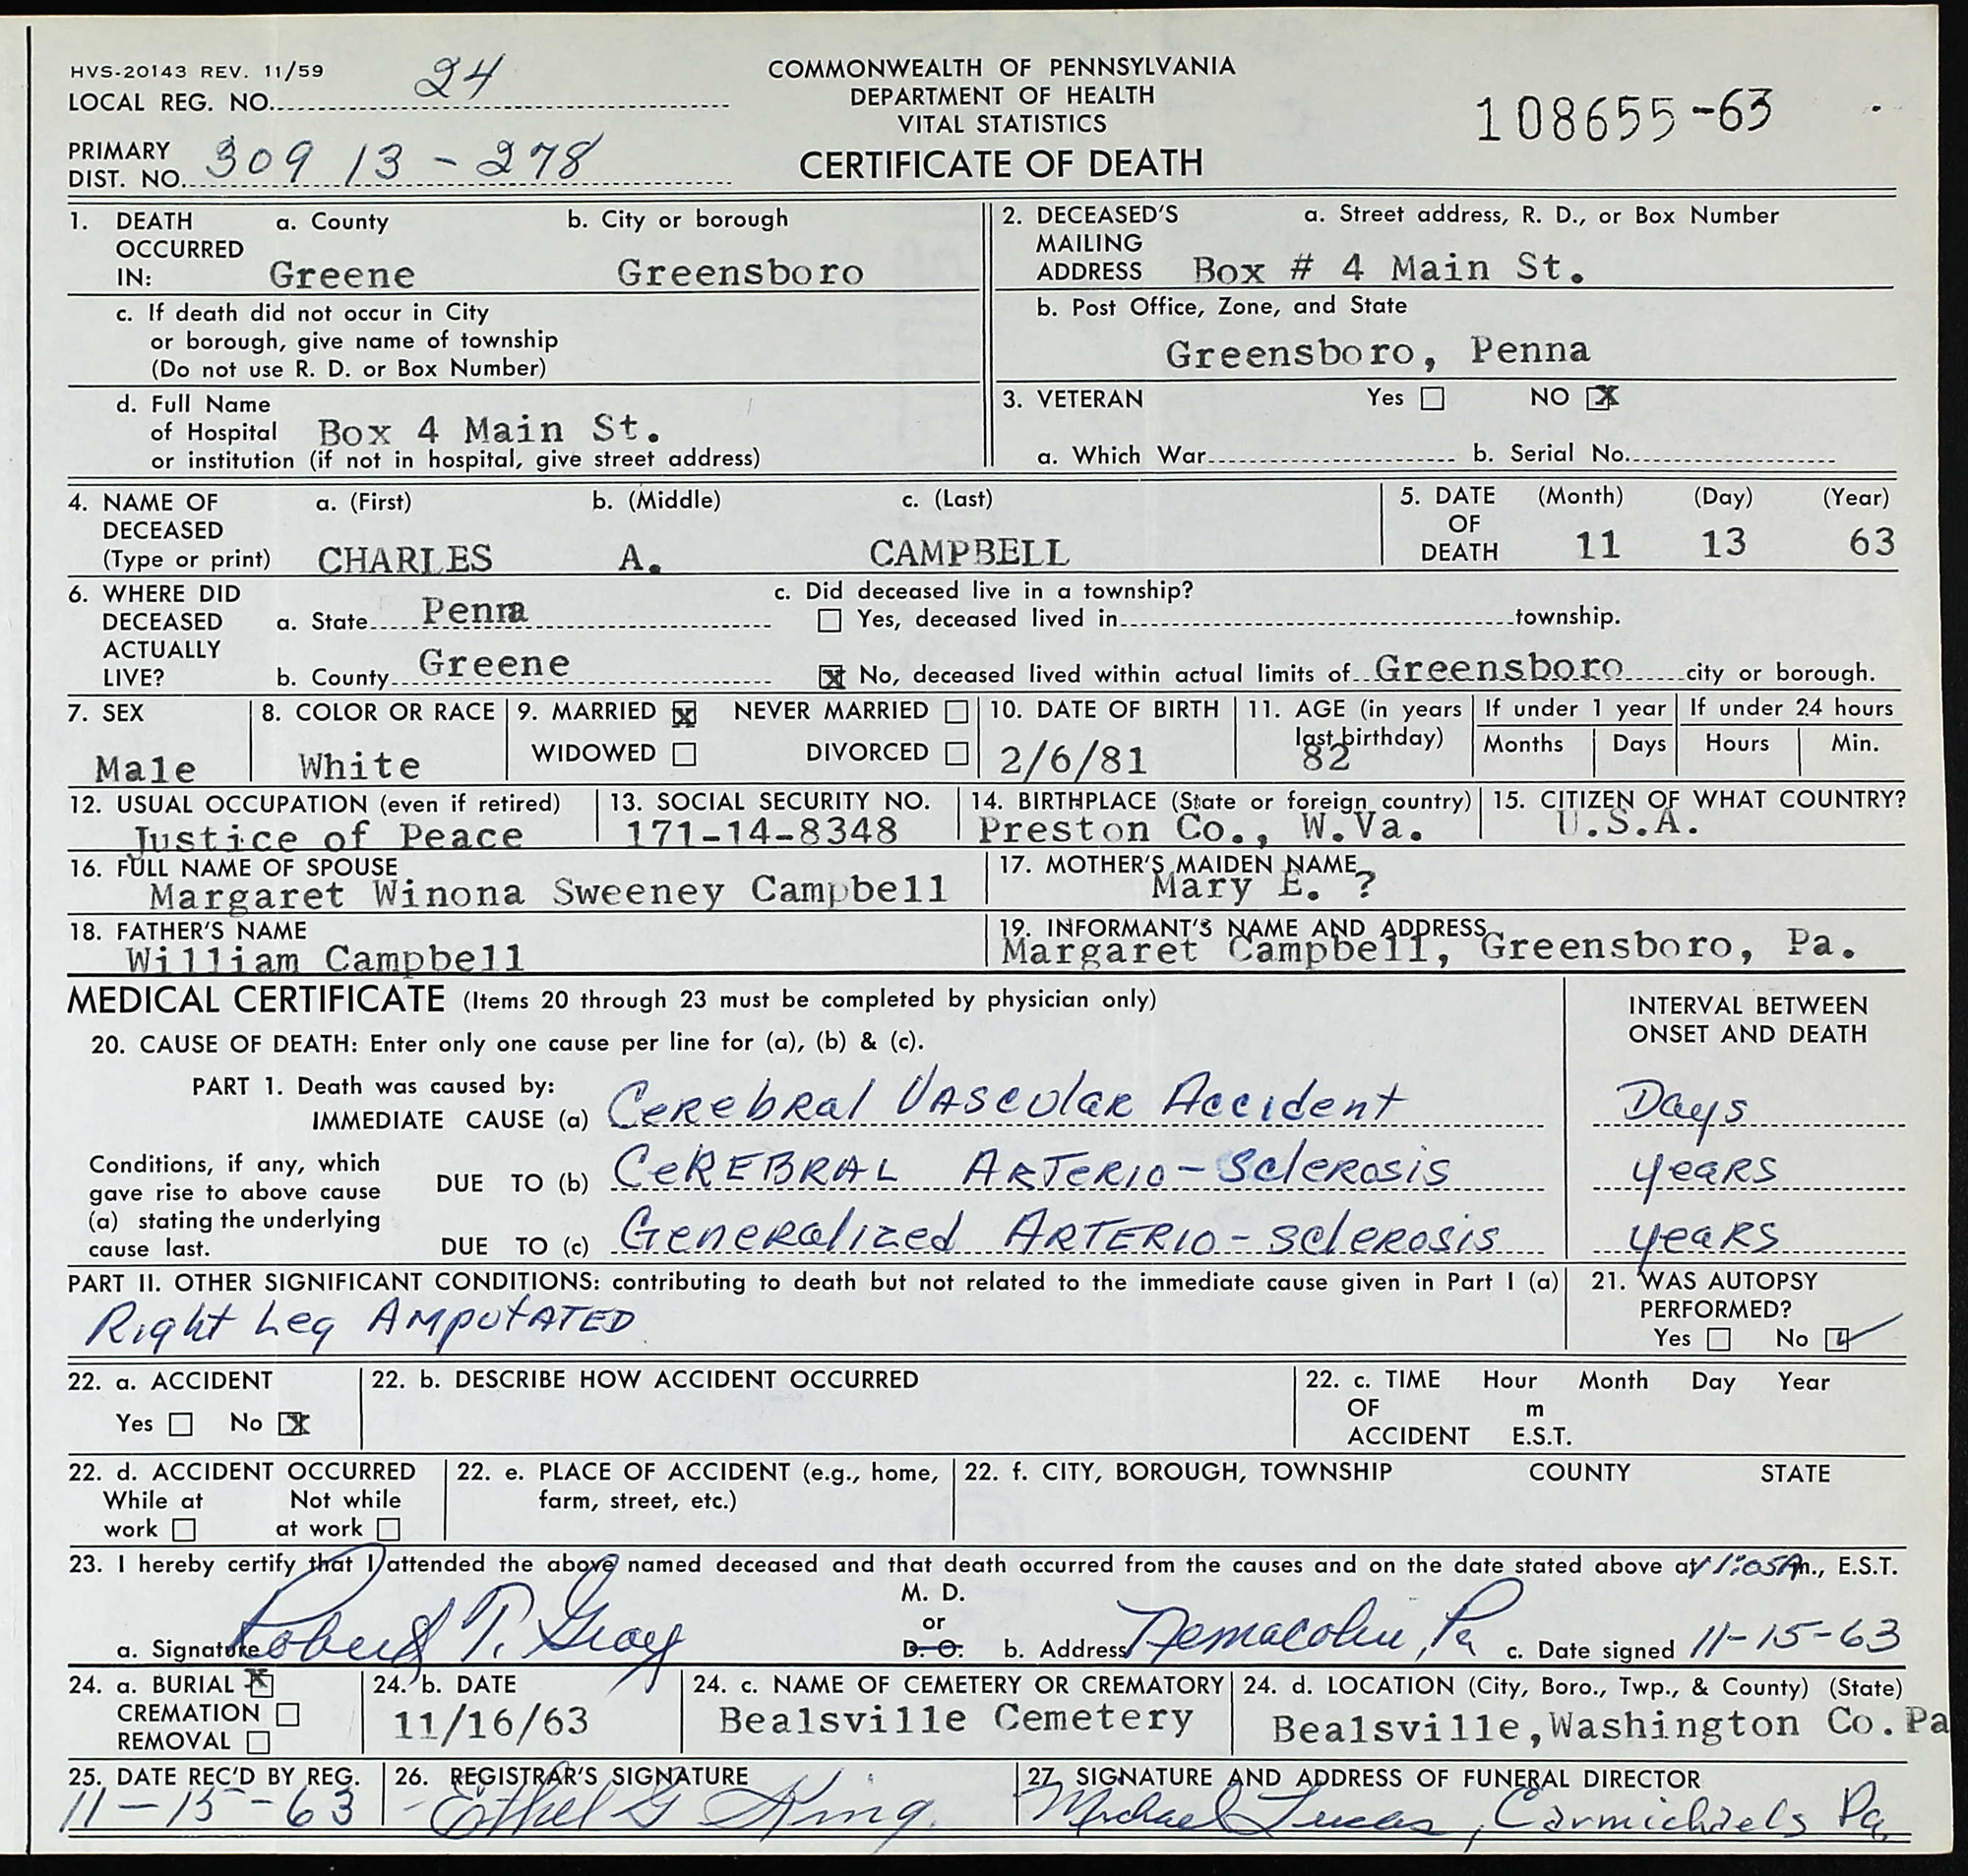 HVS-20143 REV. 11/59
LOCAL REG. NO. 24
COMMONWEALTH OF PENNSYLVANIA
DEPARTMENT OF HEALTH
VITAL STATISTICS
CERTIFICATE OF DEATH
108655-63
PRIMARY
DIST. NO. 309 13-278
1. DEATH OCCURRED IN:
a. County
Greene
b. City or borough
Greensboro
c. If death did not occur in City
or borough, give name of township
(Do not use R. D. or Box Number)
d. Full Name
of Hospital Box 4 Main St.
or institution (if not in hospital, give street address)
2. DECEASED'S MAILING ADDRESS
a. Street address, R. D., or Box Number
Box # 4 Main St.
b. Post Office, Zone, and State
Greensboro, Penna
3. VETERAN Yes NO X
a. Which War b. Serial No.
4. NAME OF DECEASED (Type or print)
a. (First) b. (Middle) c. (Last)
CHARLES A. CAMPBELL
5. DATE OF DEATH
(Month) (Day) (Year)
11 13 63
6. WHERE DID DECEASED ACTUALLY LIVE?
a. State Penna
b. County Greene
c. Did deceased live in a township?
Yes, deceased lived in township.
X No, deceased lived within actual limits of Greensboro city or borough.
7. SEX
Male
8. COLOR OR RACE
White
9. MARRIED X NEVER MARRIED
WIDOWED DIVORCED
10. DATE OF BIRTH
2/6/81
11. AGE (in years last birthday)
82
If under 1 year
Months Days
If under 24 hours
Hours Min.
12. USUAL OCCUPATION (even if retired)
Justice of Peace
13. SOCIAL SECURITY NO.
171-14-8348
14. BIRTHPLACE (State or foreign country)
Preston Co., W.Va.
15. CITIZEN OF WHAT COUNTRY?
U.S.A.
16. FULL NAME OF SPOUSE
Margaret Winona Sweeney Campbell
17. MOTHER'S MAIDEN NAME
Mary E. ?
18. FATHER'S NAME
William Campbell
19. INFORMANT'S NAME AND ADDRESS
Margaret Campbell, Greensboro, Pa.
MEDICAL CERTIFICATE (Items 20 through 23 must be completed by physician only)
INTERVAL BETWEEN
ONSET AND DEATH
20. CAUSE OF DEATH: Enter only one cause per line for (a), (b) & (c).
PART 1. Death was caused by:
IMMEDIATE CAUSE (a) Cerebral Vascular Accident Days
Conditions, if any, which
gave rise to above cause
(a) stating the underlying
cause last.
DUE TO (b) Cerebral Arterio-sclerosis years
DUE TO (c) Generalized Arterio-sclerosis years
PART II. OTHER SIGNIFICANT CONDITIONS: contributing to death but not related to the immediate cause given in Part I (a)
Right Leg Amputated
21. WAS AUTOPSY
PERFORMED?
Yes No ✓
22. a. ACCIDENT
Yes No X
22. b. DESCRIBE HOW ACCIDENT OCCURRED
22. c. TIME OF ACCIDENT
Hour Month Day Year
m
E.S.T.
22. d. ACCIDENT OCCURRED
While at work Not while at work
22. e. PLACE OF ACCIDENT (e.g., home,
farm, street, etc.)
22. f. CITY, BOROUGH, TOWNSHIP COUNTY STATE
23. I hereby certify that I attended the above named deceased and that death occurred from the causes and on the date stated above at 11:05 A m., E.S.T.
a. Signature Robert T. Gray
M. D.
or
D. O.
b. Address Nemacolin, Pa
c. Date signed 11-15-63
24. a. BURIAL X
CREMATION
REMOVAL
24. b. DATE
11/16/63
24. c. NAME OF CEMETERY OR CREMATORY
Bealsville Cemetery
24. d. LOCATION (City, Boro., Twp., & County) (State)
Bealsville, Washington Co. Pa
25. DATE REC'D BY REG.
11-15-63
26. REGISTRAR'S SIGNATURE
Ethel G King
27. SIGNATURE AND ADDRESS OF FUNERAL DIRECTOR
Michael Lucas, Carmichaels Pa.